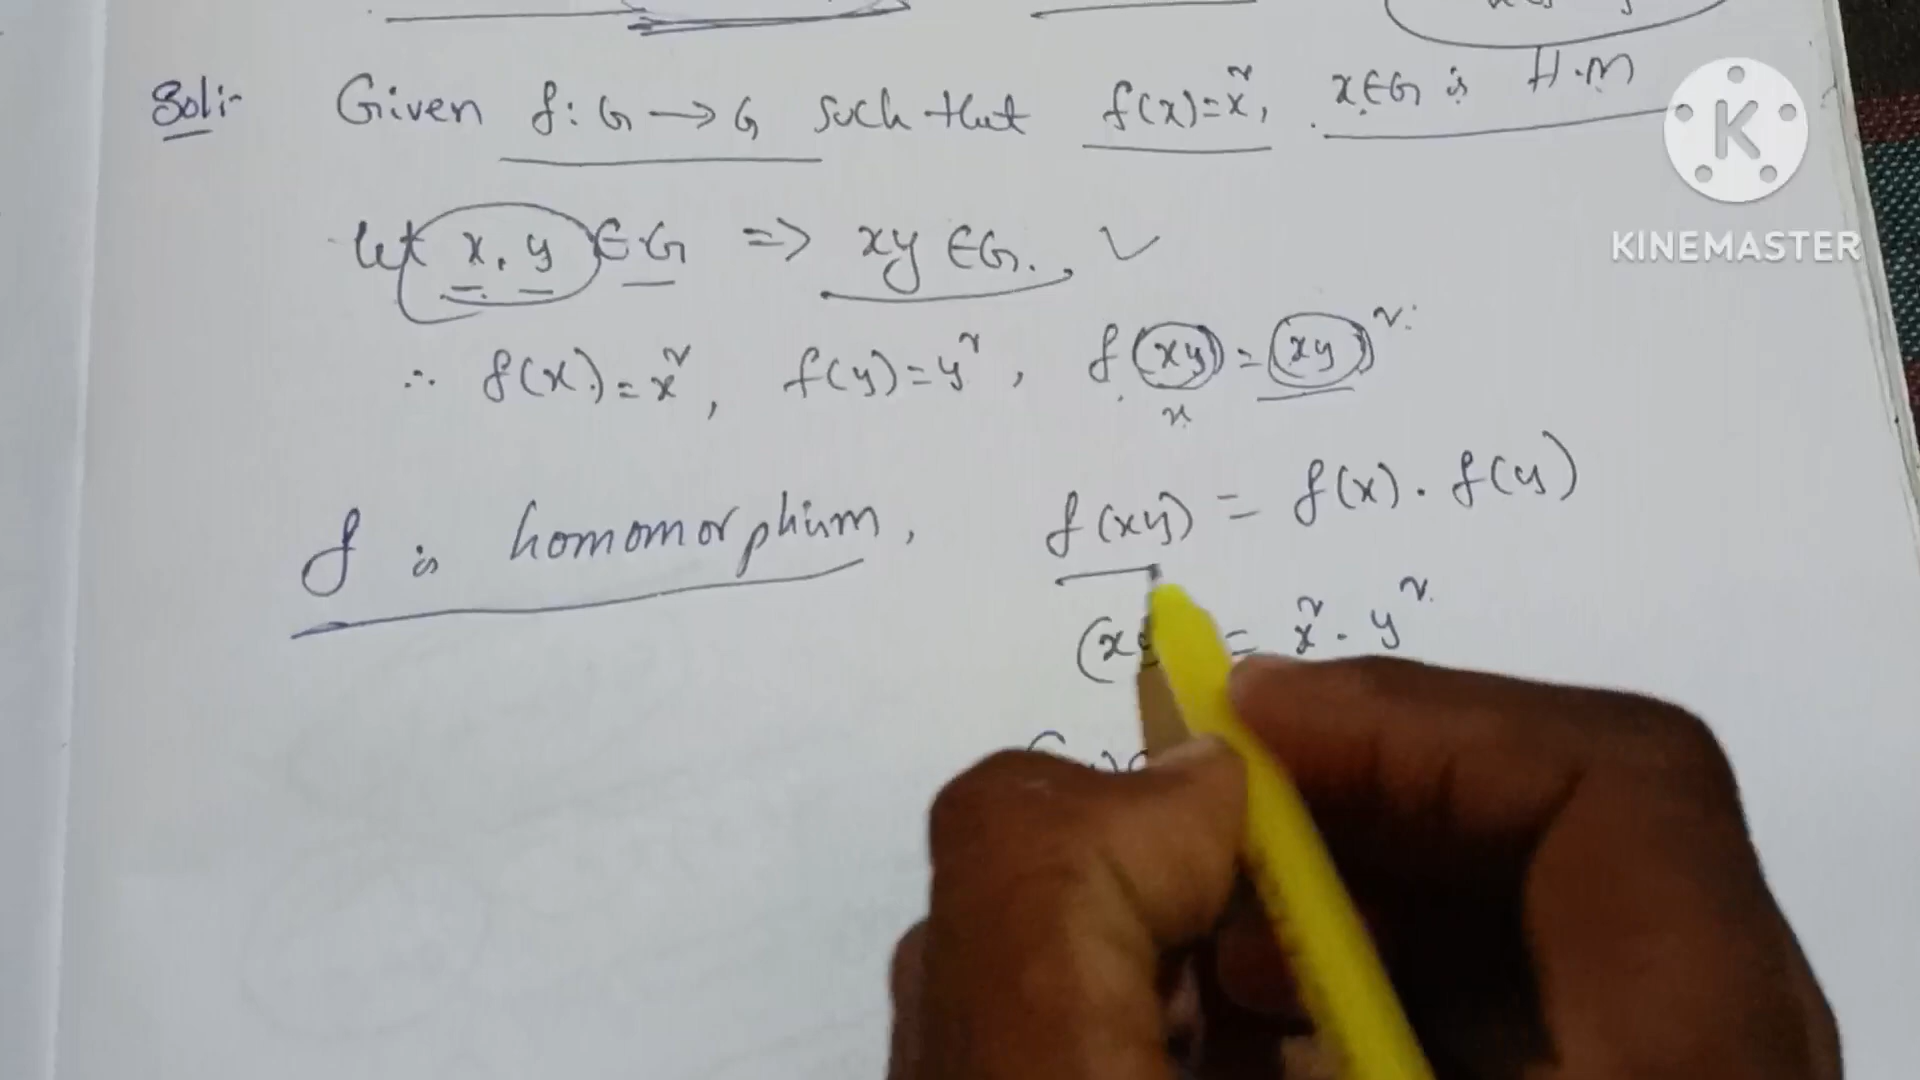 Sol:- Given f: G → G such that f(x)=x², x∈G is H.M
K
KINEMASTER
let x, y ∈ G => xy ∈ G.
∴ f(x)=x², f(y)=y², f(xy)=(xy)²
x
f is homomorphism, f(xy) = f(x). f(y)
= x². y²